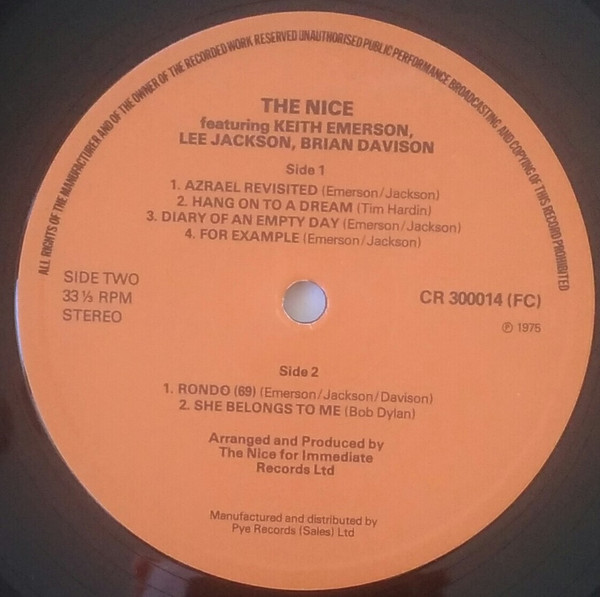 ALL RIGHTS OF THE MANUFACTURER AND OF THE OWNER OF THE RECORDED WORK RESERVED UNAUTHORISED PUBLIC PERFORMANCE BROADCASTING AND COPYING OF THIS RECORD PROHIBITED
THE NICE
featuring KEITH EMERSON,
LEE JACKSON, BRIAN DAVISON
Side 1
1. AZRAEL REVISITED (Emerson/Jackson)
2. HANG ON TO A DREAM (Tim Hardin)
3. DIARY OF AN EMPTY DAY (Emerson/Jackson)
4. FOR EXAMPLE (Emerson/Jackson)
SIDE TWO
33⅓ RPM
STEREO
CR 300014 (FC)
℗ 1975
Side 2
1. RONDO (69) (Emerson/Jackson/Davison)
2. SHE BELONGS TO ME (Bob Dylan)
Arranged and Produced by
The Nice for Immediate
Records Ltd
Manufactured and distributed by
Pye Records (Sales) Ltd